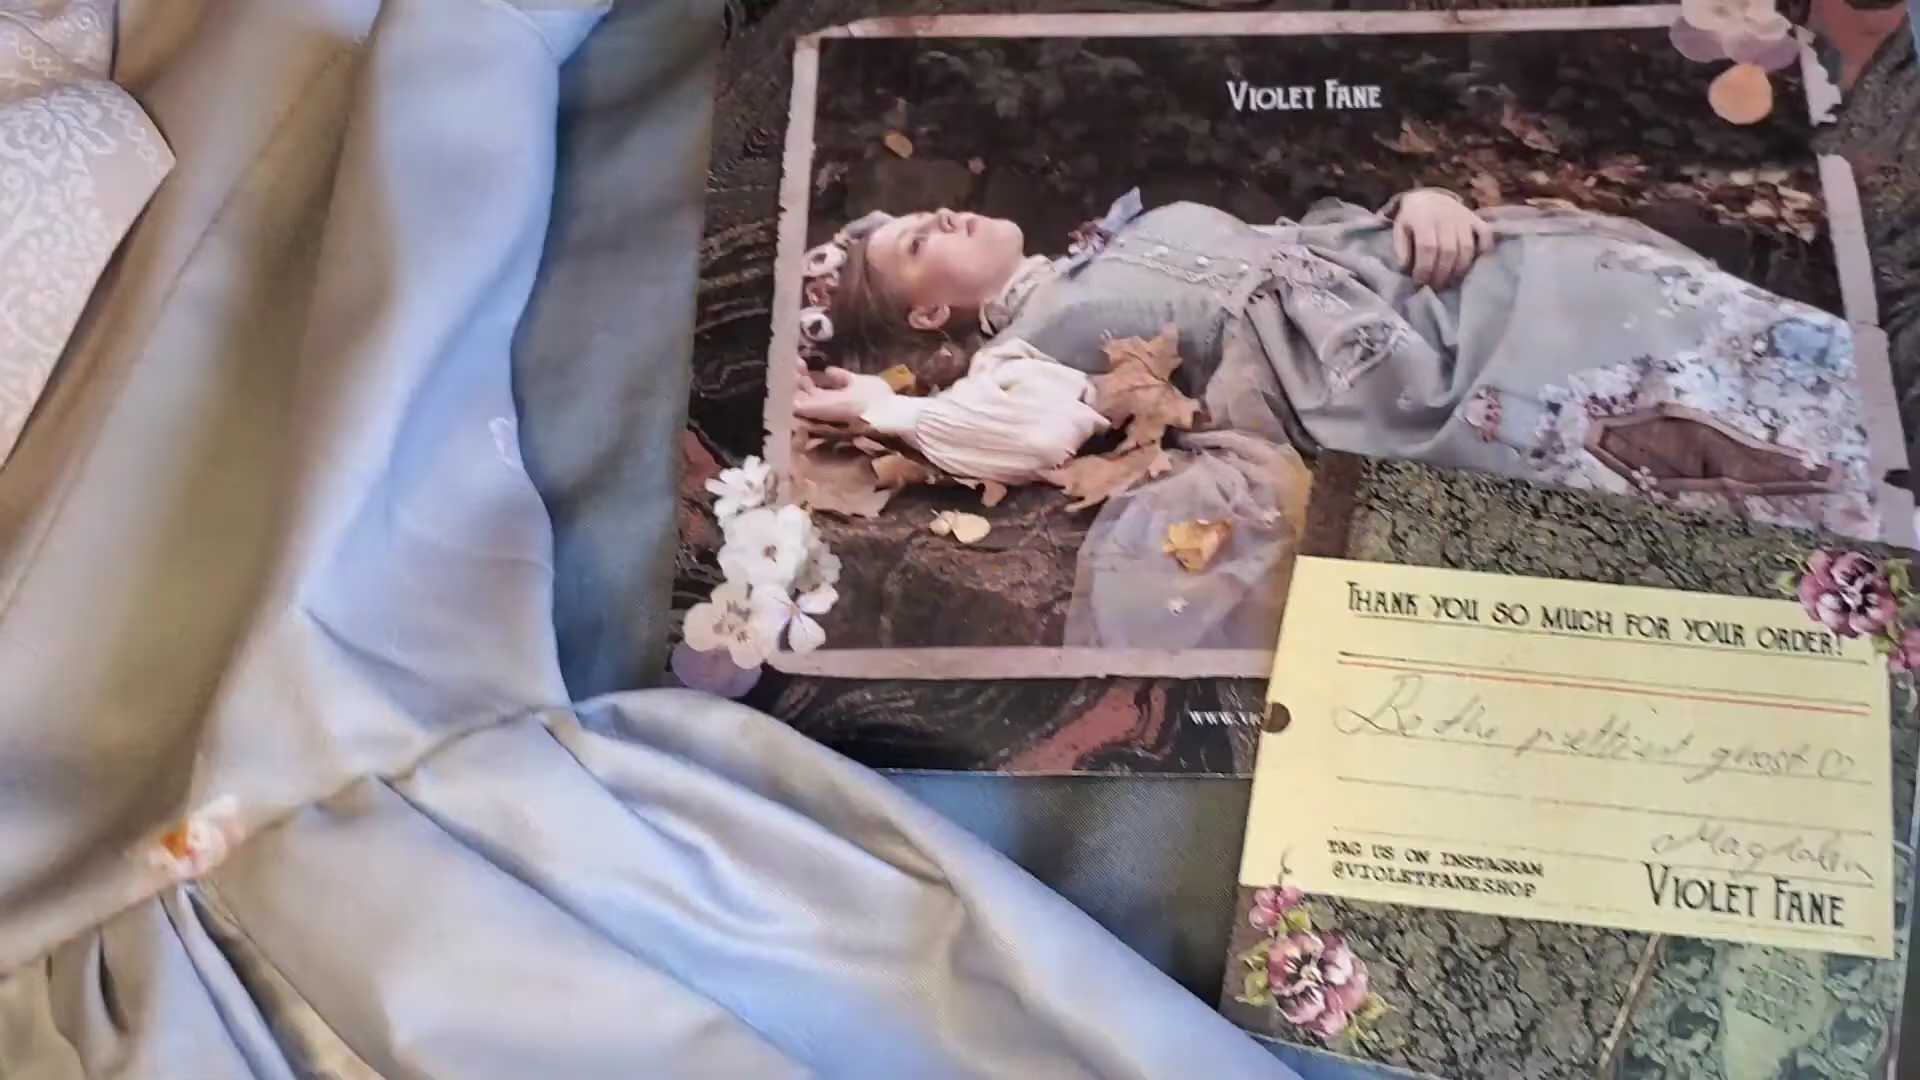 VIOLET FANE
WWW.
THANK YOU SO MUCH FOR YOUR ORDER!
Be the prettiest ghost ♡
TAG US ON INSTAGRAM
@VIOLETFANESHOP
VIOLET FANE